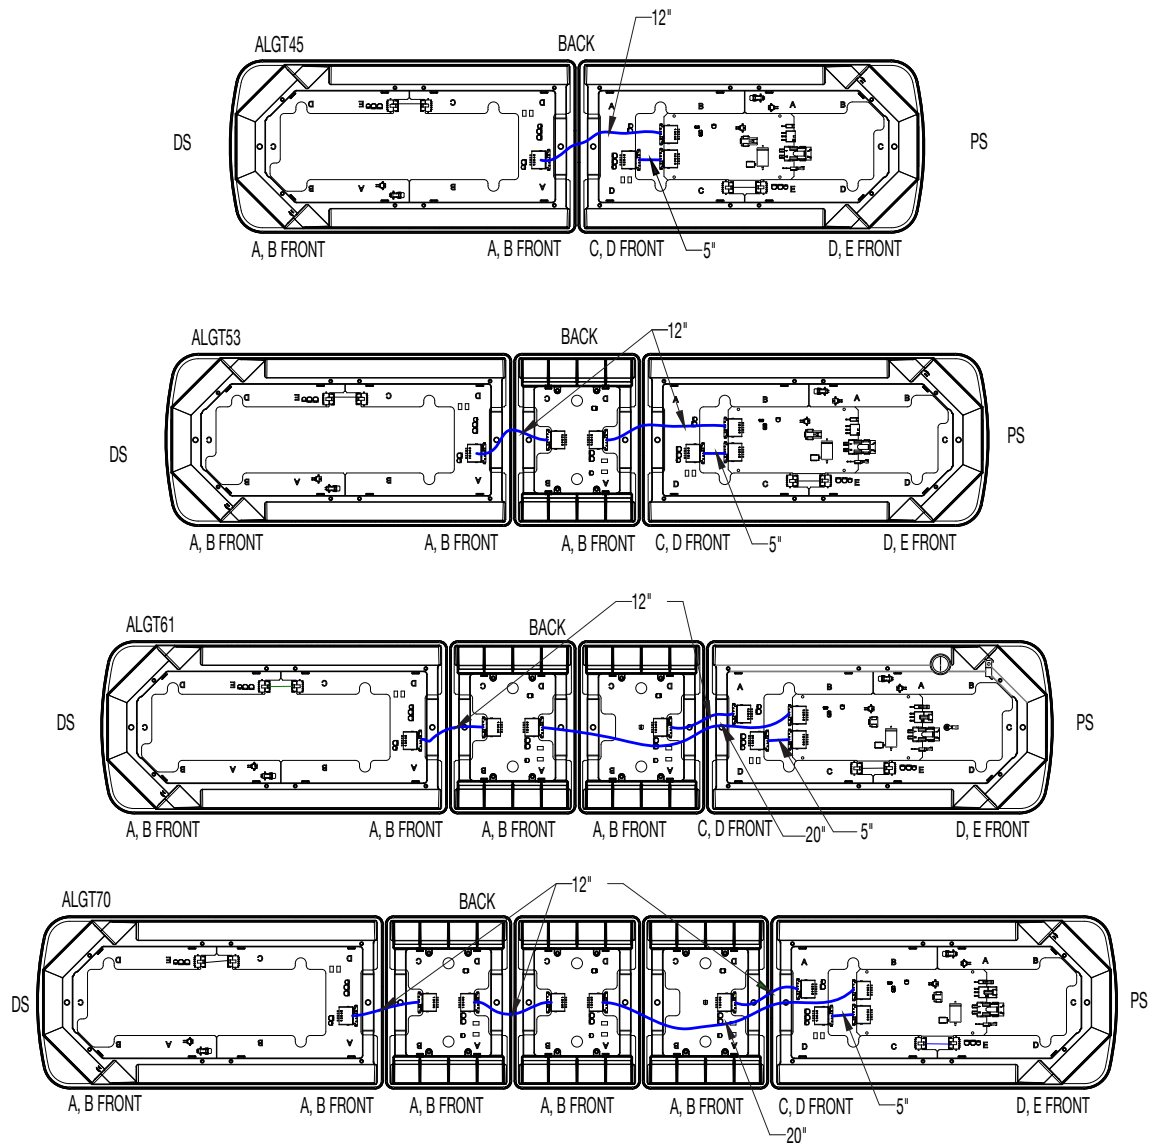 12"
ALGT45
BACK
DS
PS
A, B FRONT
A, B FRONT
C, D FRONT
5"
D, E FRONT
ALGT53
BACK
12"
DS
PS
A, B FRONT
A, B FRONT
A, B FRONT
C, D FRONT
5"
D, E FRONT
12"
ALGT61
BACK
DS
PS
A, B FRONT
A, B FRONT
A, B FRONT
A, B FRONT
C, D FRONT
20"
5"
D, E FRONT
12"
ALGT70
BACK
DS
PS
A, B FRONT
A, B FRONT
A, B FRONT
A, B FRONT
A, B FRONT
C, D FRONT
5"
D, E FRONT
20"